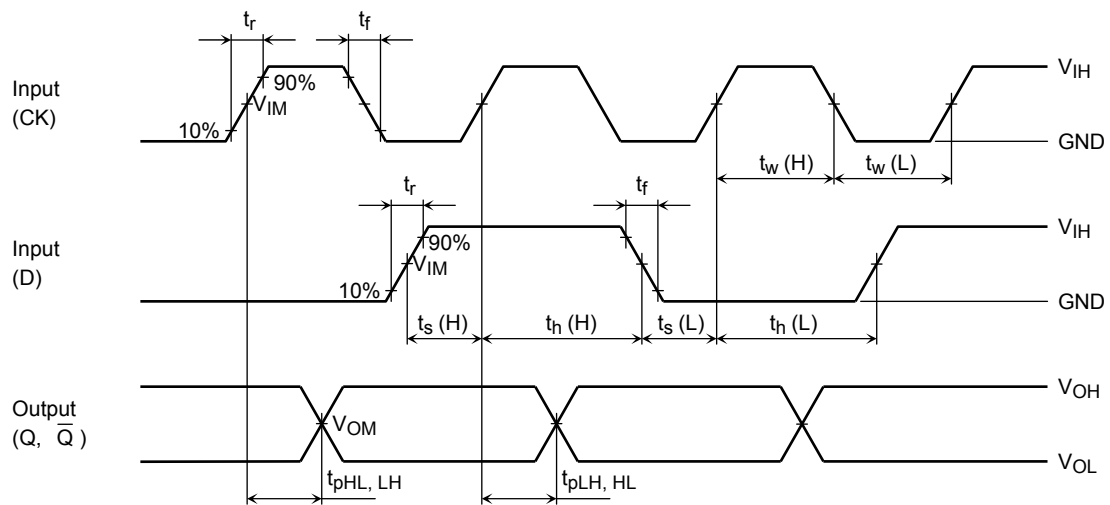 tr
tf
Input
(CK)
90%
VIM
10%
VIH
GND
tw (H)
tw (L)
tr
tf
Input
(D)
90%
VIM
10%
VIH
GND
ts (H)
th (H)
ts (L)
th (L)
Output
(Q, Q̅)
VOM
VOH
VOL
tpHL, LH
tpLH, HL